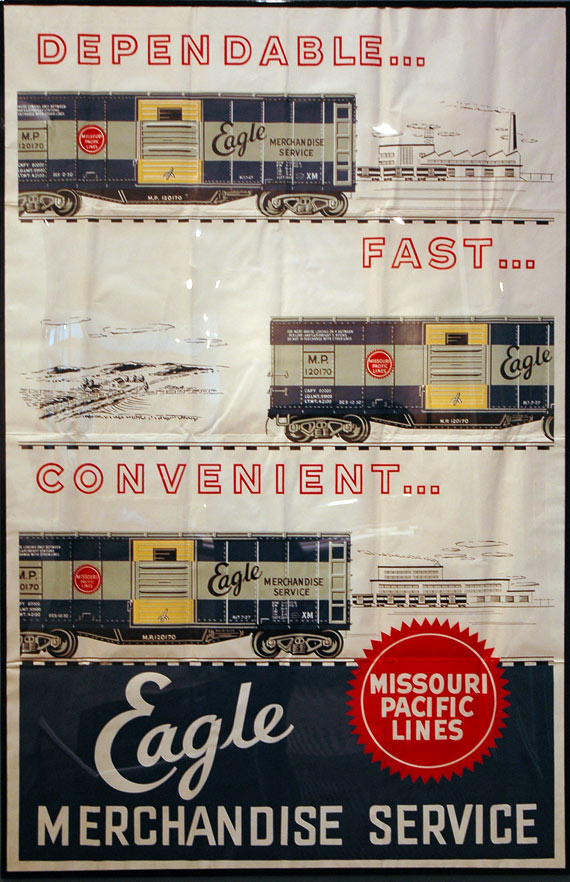 DEPENDABLE...
M.P.
120170
MISSOURI
PACIFIC
LINES
Eagle
MERCHANDISE
SERVICE
XM
M.P. 120170
FAST...
M.P.
120170
MISSOURI
PACIFIC
LINES
Eagle
M.P. 120170
CONVENIENT...
M.P.
120170
MISSOURI
PACIFIC
LINES
Eagle
MERCHANDISE
SERVICE
XM
M.P. 120170
Eagle
MISSOURI
PACIFIC
LINES
MERCHANDISE SERVICE